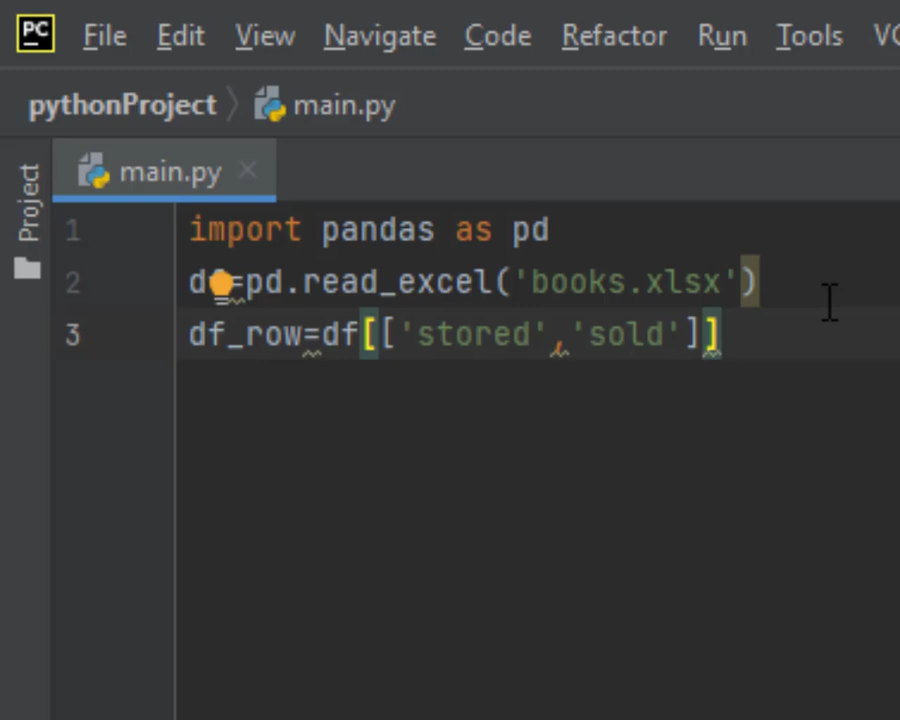 PC
File Edit View Navigate Code Refactor Run Tools
pythonProject main.py
Project
main.py
1 import pandas as pd
2 d =pd.read_excel('books.xlsx')
3 df_row=df[['stored','sold']]